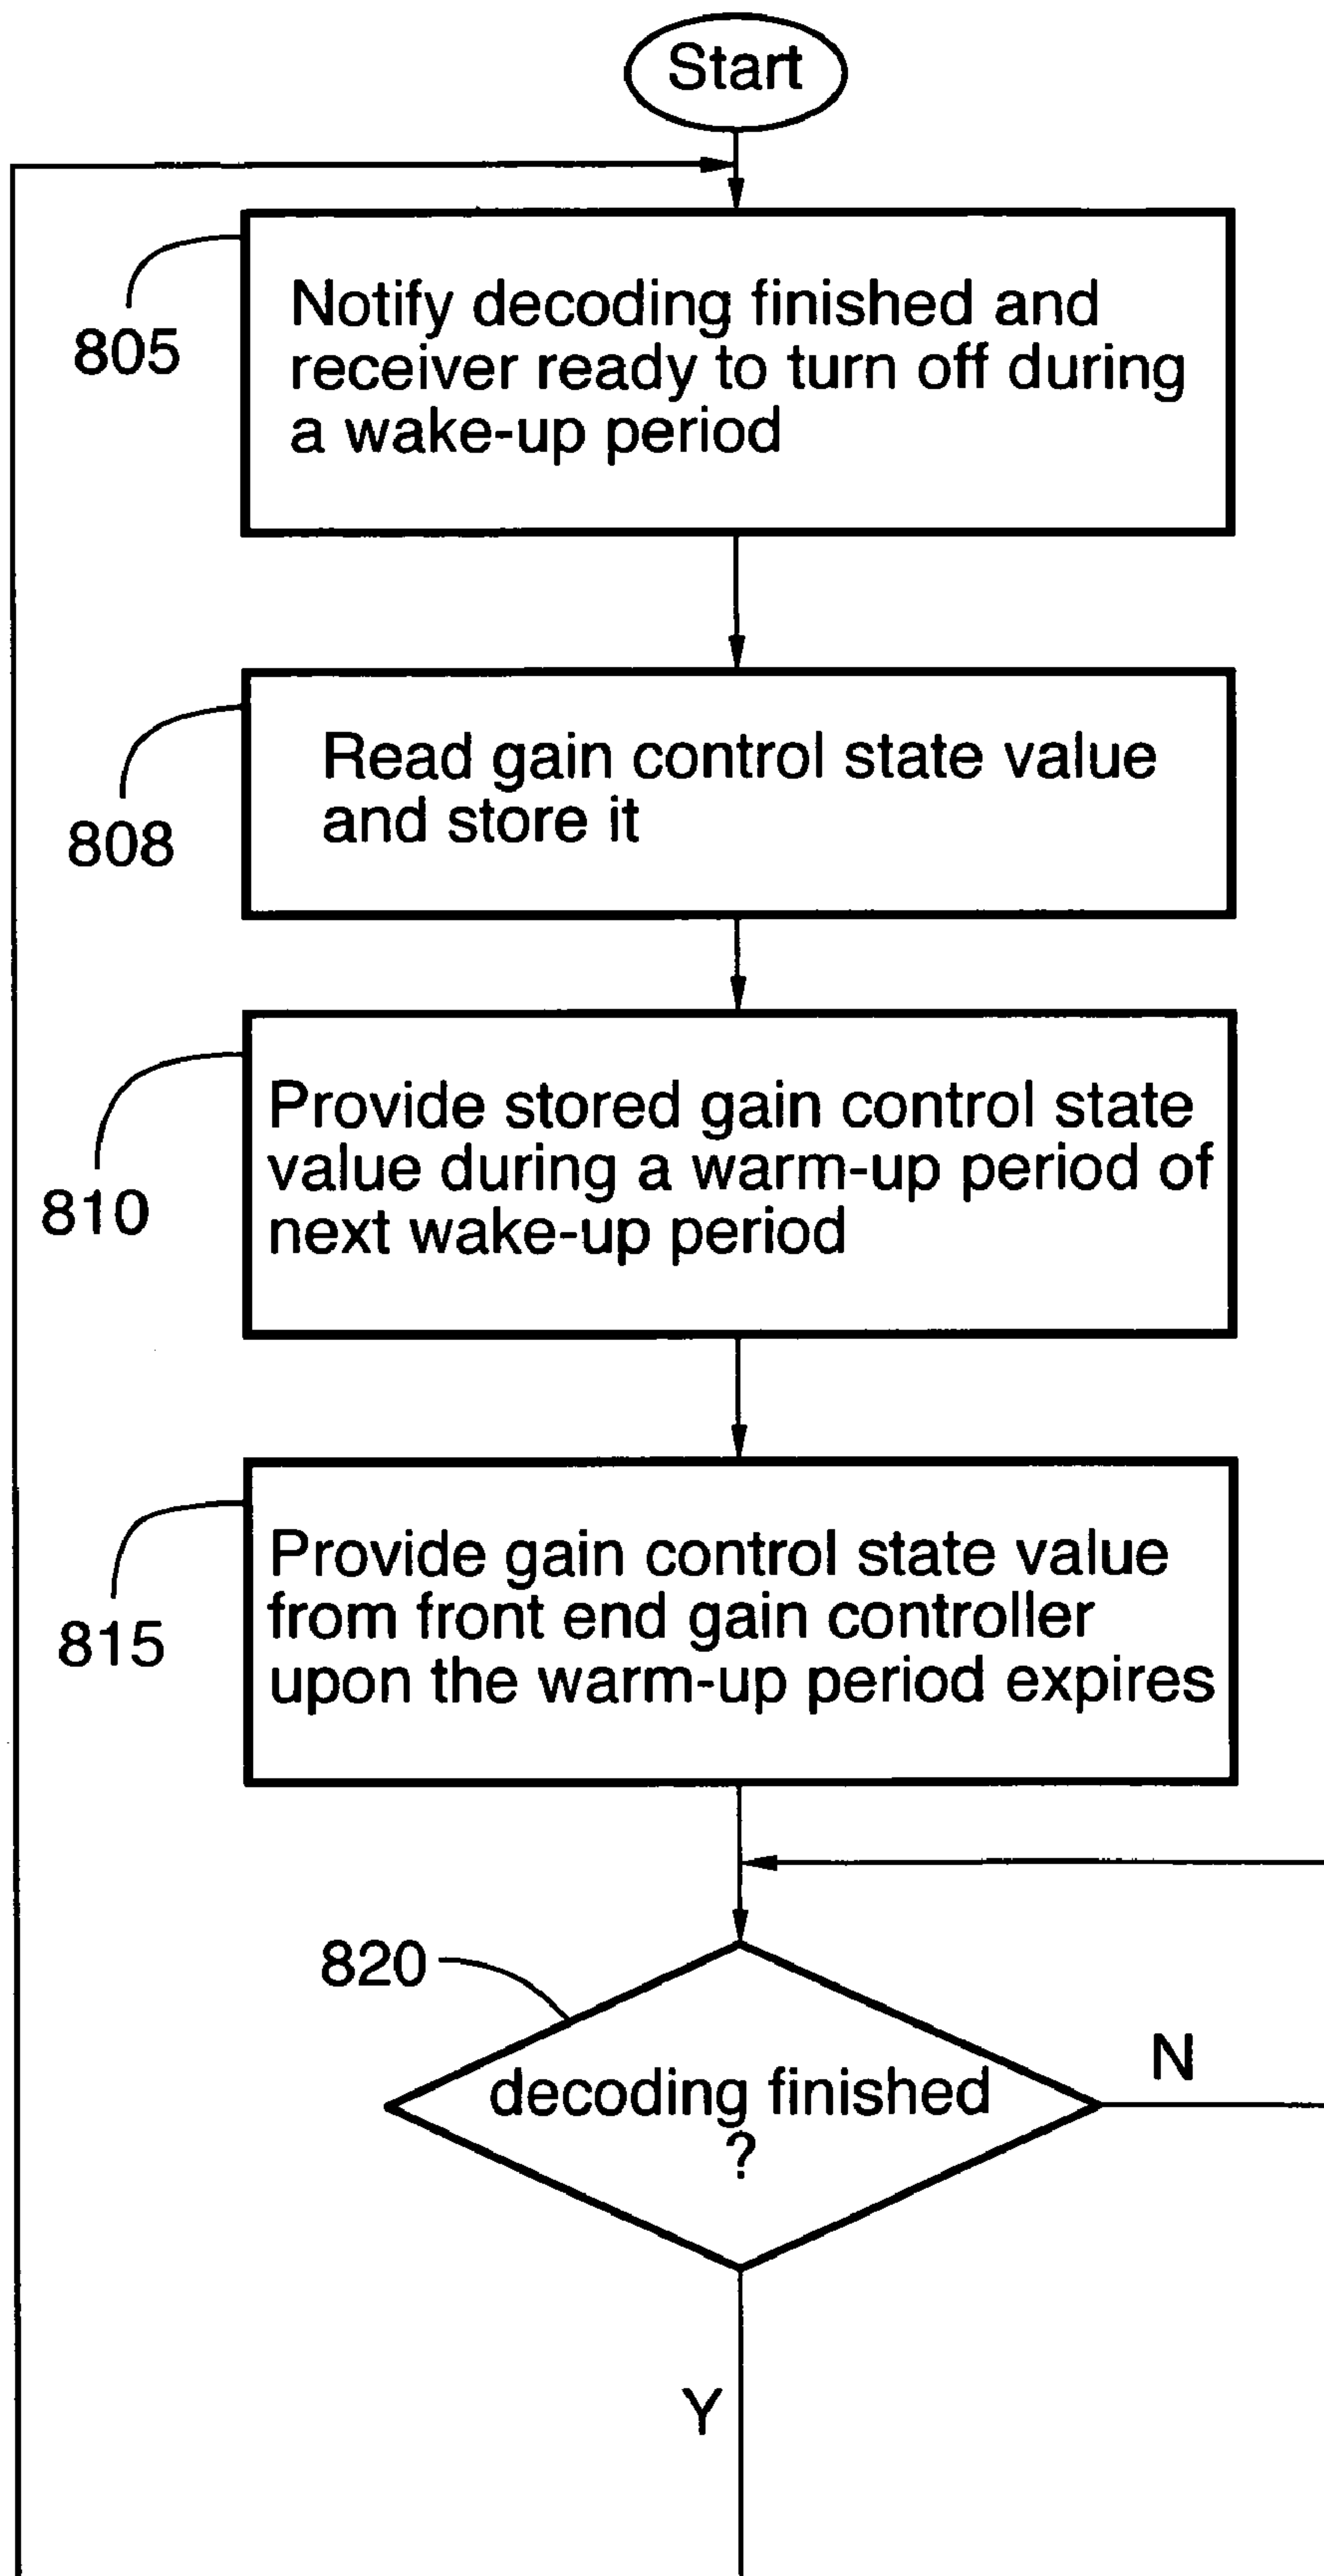 Start
805
Notify decoding finished and
receiver ready to turn off during
a wake-up period
808
Read gain control state value
and store it
810
Provide stored gain control state
value during a warm-up period of
next wake-up period
815
Provide gain control state value
from front end gain controller
upon the warm-up period expires
820
decoding finished
?
N
Y